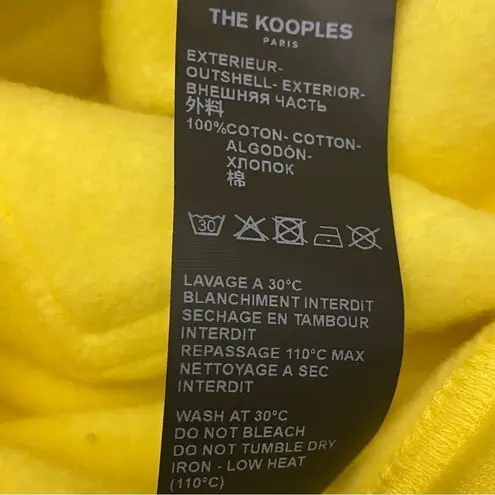 THE KOOPLES
PARIS
EXTERIEUR-
OUTSHELL- EXTERIOR-
ВНЕШНЯЯ ЧАСТЬ
外料
100%COTON- COTTON-
ALGODÓN-
ХЛОПОК
棉
30
LAVAGE A 30°C
BLANCHIMENT INTERDIT
SECHAGE EN TAMBOUR
INTERDIT
REPASSAGE 110°C MAX
NETTOYAGE A SEC
INTERDIT
WASH AT 30°C
DO NOT BLEACH
DO NOT TUMBLE DRY
IRON - LOW HEAT
(110°C)